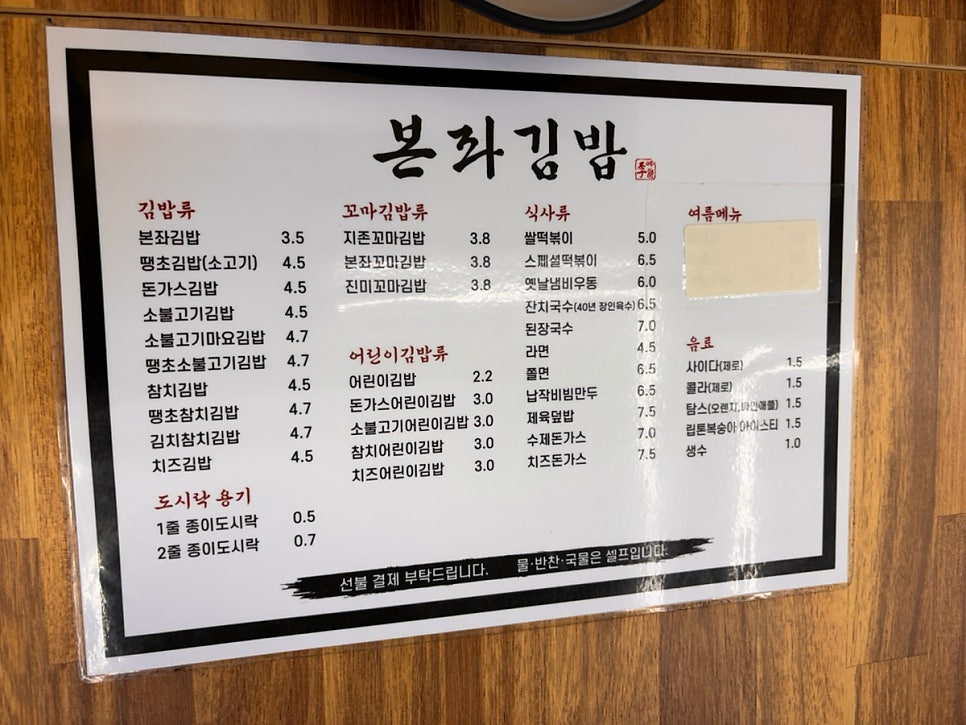 본좌김밥
김밥류
본좌김밥 3.5
땡초김밥(소고기) 4.5
돈가스김밥 4.5
소불고기김밥 4.5
소불고기마요김밥 4.7
땡초소불고기김밥 4.7
참치김밥 4.5
땡초참치김밥 4.7
김치참치김밥 4.7
치즈김밥 4.5
도시락 용기
1줄 종이도시락 0.5
2줄 종이도시락 0.7
꼬마김밥류
지존꼬마김밥 3.8
본좌꼬마김밥 3.8
진미꼬마김밥 3.8
어린이김밥류
어린이김밥 2.2
돈가스어린이김밥 3.0
소불고기어린이김밥 3.0
참치어린이김밥 3.0
치즈어린이김밥 3.0
식사류
쌀떡볶이 5.0
스페셜떡볶이 6.5
옛날냄비우동 6.0
잔치국수(40년 장인육수) 6.5
된장국수 7.0
라면 4.5
쫄면 6.5
납작비빔만두 6.5
제육덮밥 7.5
수제돈가스 7.0
치즈돈가스 7.5
여름메뉴
음료
사이다(제로) 1.5
콜라(제로) 1.5
탐스(오렌지,파인애플) 1.5
립톤복숭아 아이스티 1.5
생수 1.0
선불 결제 부탁드립니다. 물·반찬·국물은 셀프입니다.